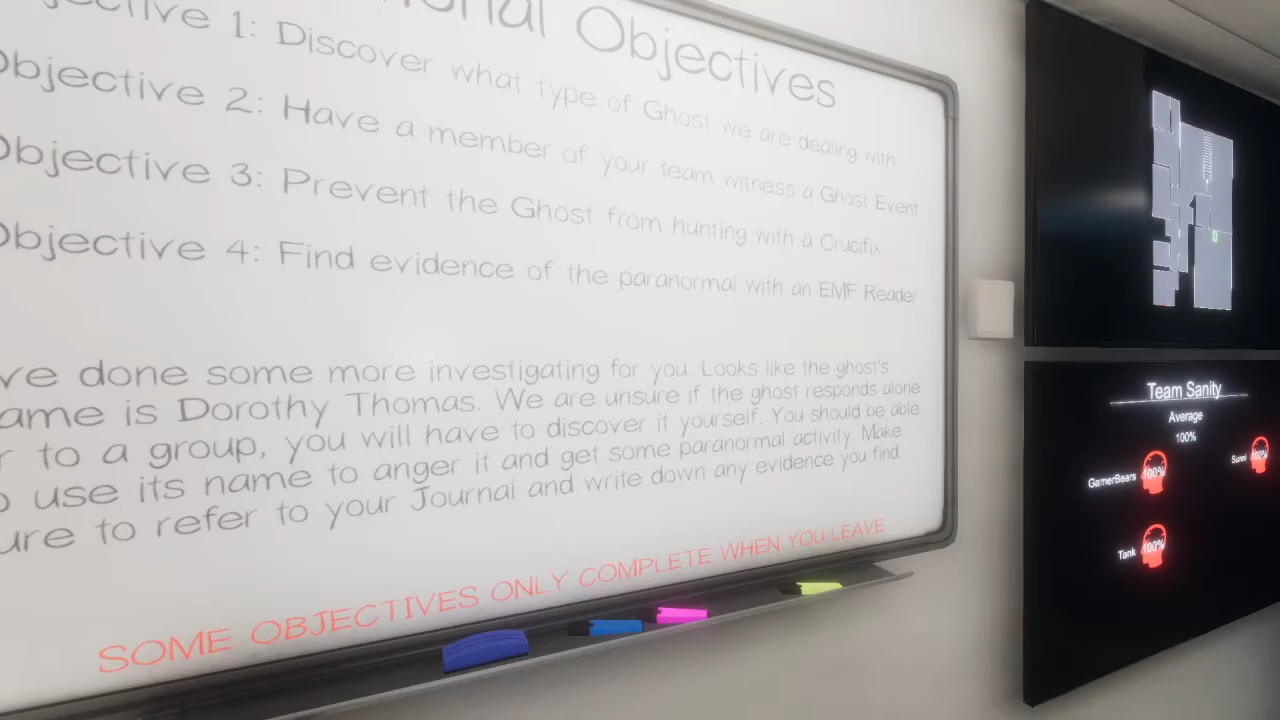 Objectives
Objective 1: Discover what type of Ghost we are dealing with
Objective 2: Have a member of your team witness a Ghost Event
Objective 3: Prevent the Ghost from hunting with a Crucifix
Objective 4: Find evidence of the paranormal with an EMF Reader
ve done some more investigating for you. Looks like the ghost's
ame is Dorothy Thomas. We are unsure if the ghost responds alone
r to a group, you will have to discover it yourself. You should be able
o use its name to anger it and get some paranormal activity. Make
ure to refer to your Journal and write down any evidence you find.
SOME OBJECTIVES ONLY COMPLETE WHEN YOU LEAVE
Team Sanity
Average
100%
GamerBears 100%
Sunni 100%
Tank 100%